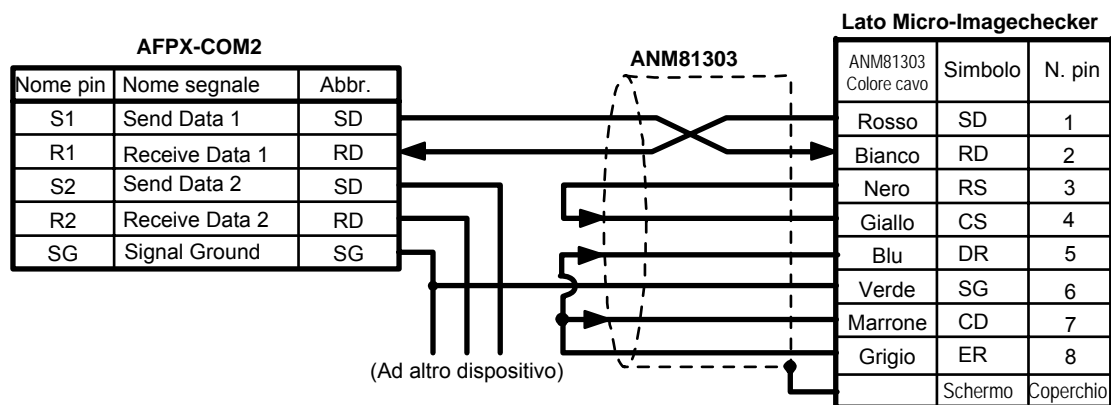 Lato Micro-Imagechecker
AFPX-COM2
ANM81303
Nome pin Nome segnale Abbr.
S1 Send Data 1 SD
R1 Receive Data 1 RD
S2 Send Data 2 SD
R2 Receive Data 2 RD
SG Signal Ground SG
(Ad altro dispositivo)
ANM81303 Colore cavo Simbolo N. pin
Rosso SD 1
Bianco RD 2
Nero RS 3
Giallo CS 4
Blu DR 5
Verde SG 6
Marrone CD 7
Grigio ER 8
Schermo Coperchio